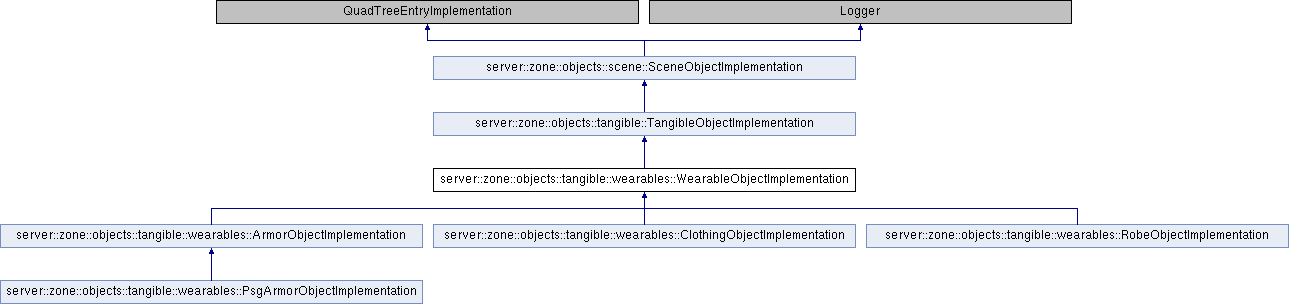 QuadTreeEntryImplementation
Logger
server::zone::objects::scene::SceneObjectImplementation
server::zone::objects::tangible::TangibleObjectImplementation
server::zone::objects::tangible::wearables::WearableObjectImplementation
server::zone::objects::tangible::wearables::ArmorObjectImplementation
server::zone::objects::tangible::wearables::ClothingObjectImplementation
server::zone::objects::tangible::wearables::RobeObjectImplementation
server::zone::objects::tangible::wearables::PsgArmorObjectImplementation